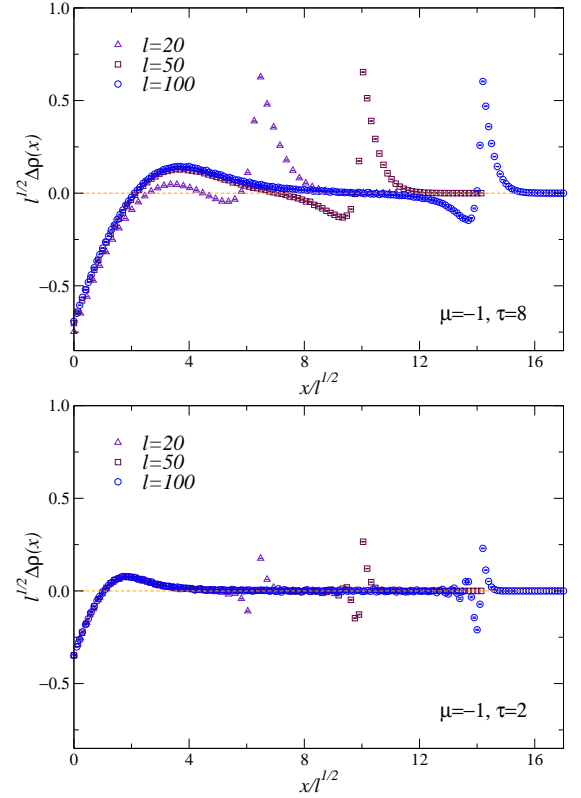 1.0
0.5
0.0
−0.5
l^{1/2} Δρ(x)
l=20
l=50
l=100
μ=−1, τ=8
0 4 8 12 16
x/l^{1/2}
1.0
0.5
0.0
−0.5
l^{1/2} Δρ(x)
l=20
l=50
l=100
μ=−1, τ=2
0 4 8 12 16
x/l^{1/2}